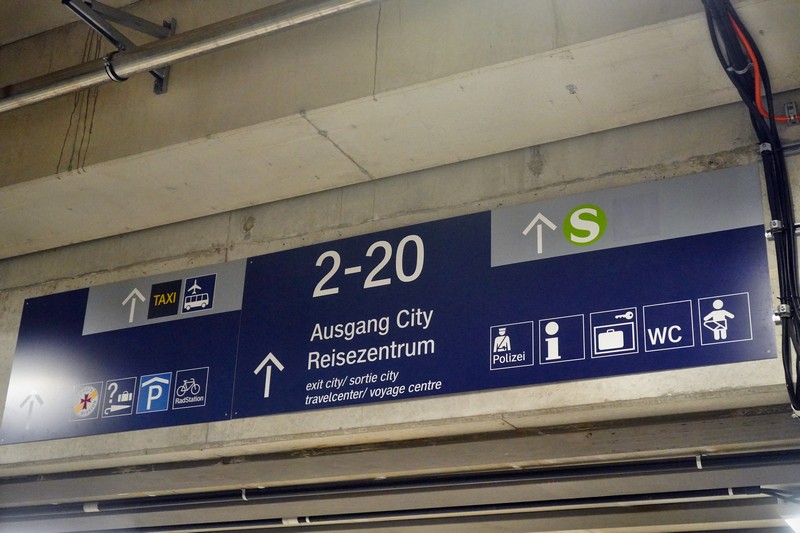 TAXI
P
RadStation
2-20
Ausgang City
Reisezentrum
exit city/ sortie city
travelcenter/ voyage centre
S
Polizei
i
WC